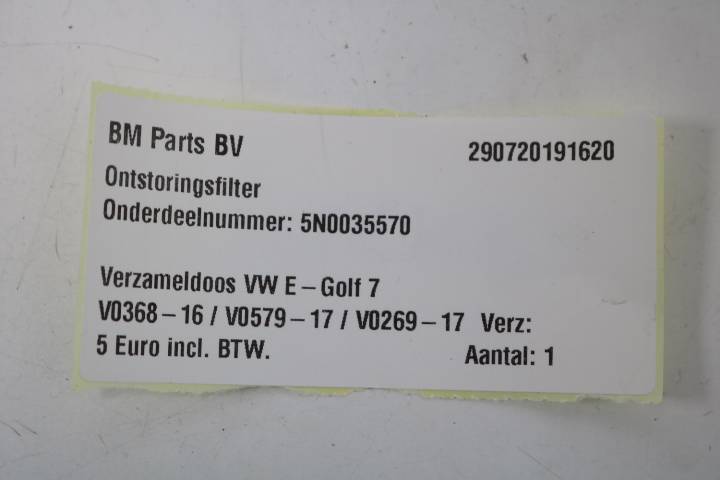 BM Parts BV 290720191620
Ontstoringsfilter
Onderdeelnummer: 5N0035570
Verzameldoos VW E – Golf 7
V0368 – 16 / V0579 – 17 / V0269 – 17 Verz:
5 Euro incl. BTW. Aantal: 1